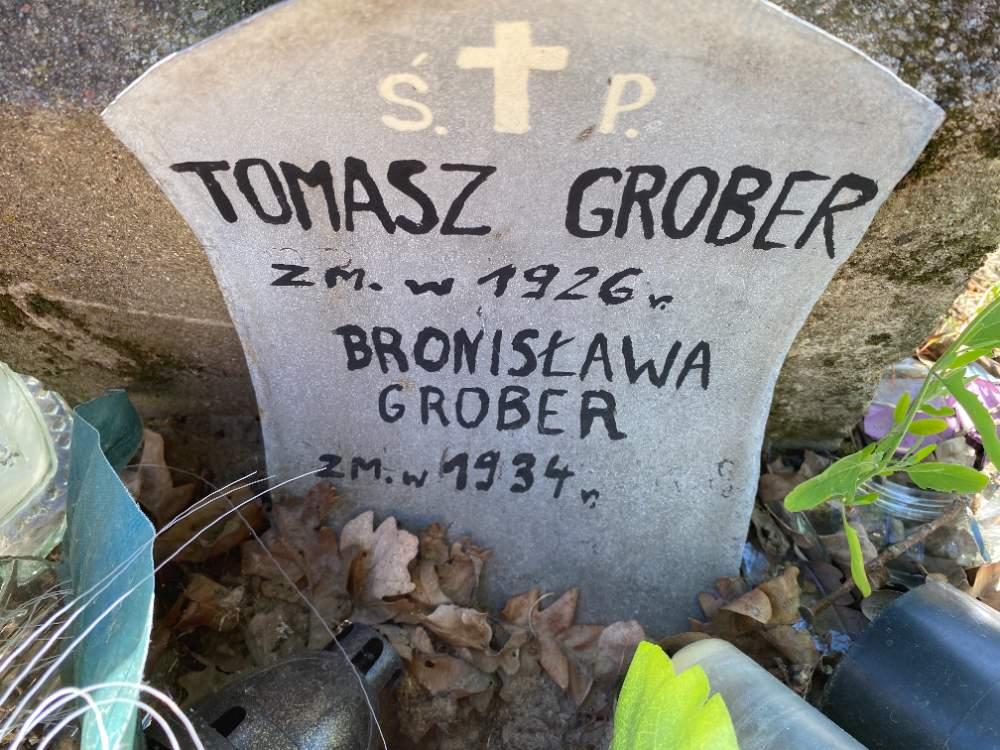 Ś. P.
TOMASZ GROBER
zm. w 1926 r.
BRONISŁAWA
GROBER
zm. w 1934 r.